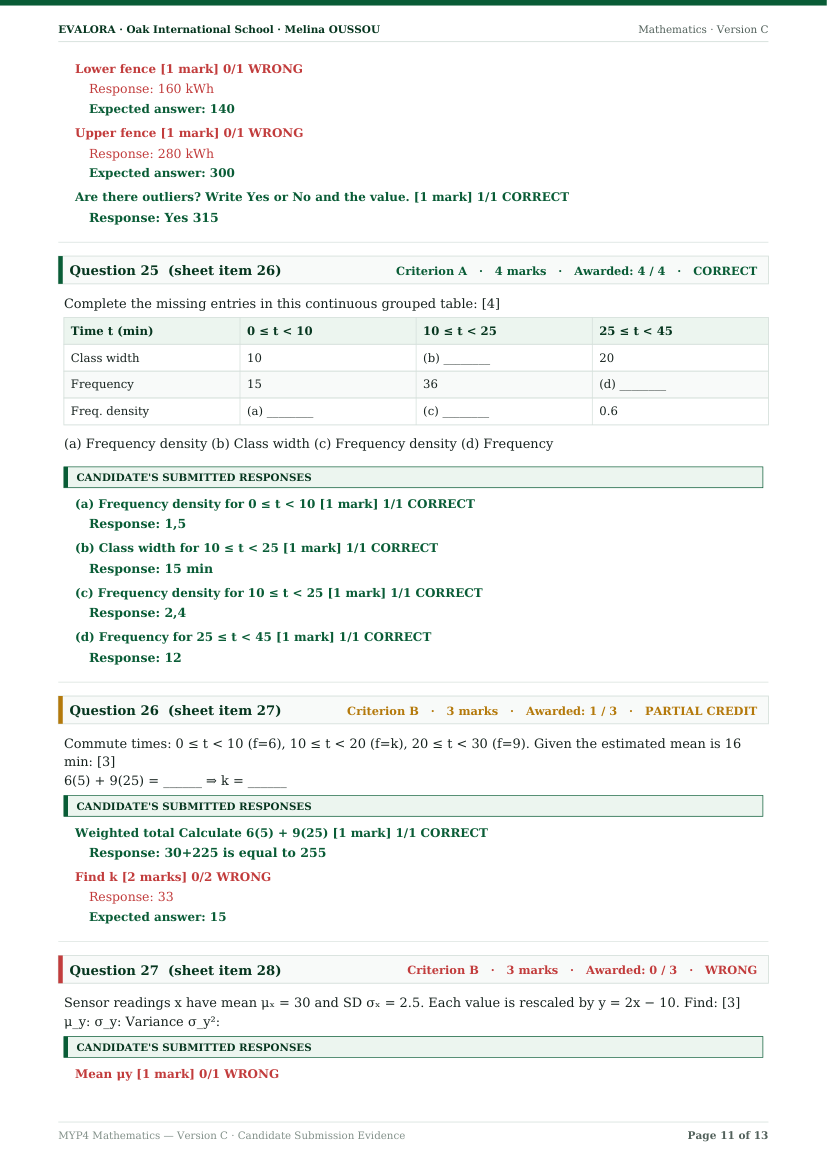 EVALORA · Oak International School · Melina OUSSOU
Mathematics · Version C
Lower fence [1 mark] 0/1 WRONG
Response: 160 kWh
Expected answer: 140
Upper fence [1 mark] 0/1 WRONG
Response: 280 kWh
Expected answer: 300
Are there outliers? Write Yes or No and the value. [1 mark] 1/1 CORRECT
Response: Yes 315
Question 25 (sheet item 26)
Criterion A · 4 marks · Awarded: 4 / 4 · CORRECT
Complete the missing entries in this continuous grouped table: [4]
Time t (min) 0 ≤ t < 10 10 ≤ t < 25 25 ≤ t < 45
Class width 10 (b) ________ 20
Frequency 15 36 (d) ________
Freq. density (a) ________ (c) ________ 0.6
(a) Frequency density (b) Class width (c) Frequency density (d) Frequency
CANDIDATE'S SUBMITTED RESPONSES
(a) Frequency density for 0 ≤ t < 10 [1 mark] 1/1 CORRECT
Response: 1,5
(b) Class width for 10 ≤ t < 25 [1 mark] 1/1 CORRECT
Response: 15 min
(c) Frequency density for 10 ≤ t < 25 [1 mark] 1/1 CORRECT
Response: 2,4
(d) Frequency for 25 ≤ t < 45 [1 mark] 1/1 CORRECT
Response: 12
Question 26 (sheet item 27)
Criterion B · 3 marks · Awarded: 1 / 3 · PARTIAL CREDIT
Commute times: 0 ≤ t < 10 (f=6), 10 ≤ t < 20 (f=k), 20 ≤ t < 30 (f=9). Given the estimated mean is 16
min: [3]
6(5) + 9(25) = ______ ⇒ k = ______
CANDIDATE'S SUBMITTED RESPONSES
Weighted total Calculate 6(5) + 9(25) [1 mark] 1/1 CORRECT
Response: 30+225 is equal to 255
Find k [2 marks] 0/2 WRONG
Response: 33
Expected answer: 15
Question 27 (sheet item 28)
Criterion B · 3 marks · Awarded: 0 / 3 · WRONG
Sensor readings x have mean μₓ = 30 and SD σₓ = 2.5. Each value is rescaled by y = 2x − 10. Find: [3]
μ_y: σ_y: Variance σ_y²:
CANDIDATE'S SUBMITTED RESPONSES
Mean μy [1 mark] 0/1 WRONG
MYP4 Mathematics — Version C · Candidate Submission Evidence
Page 11 of 13